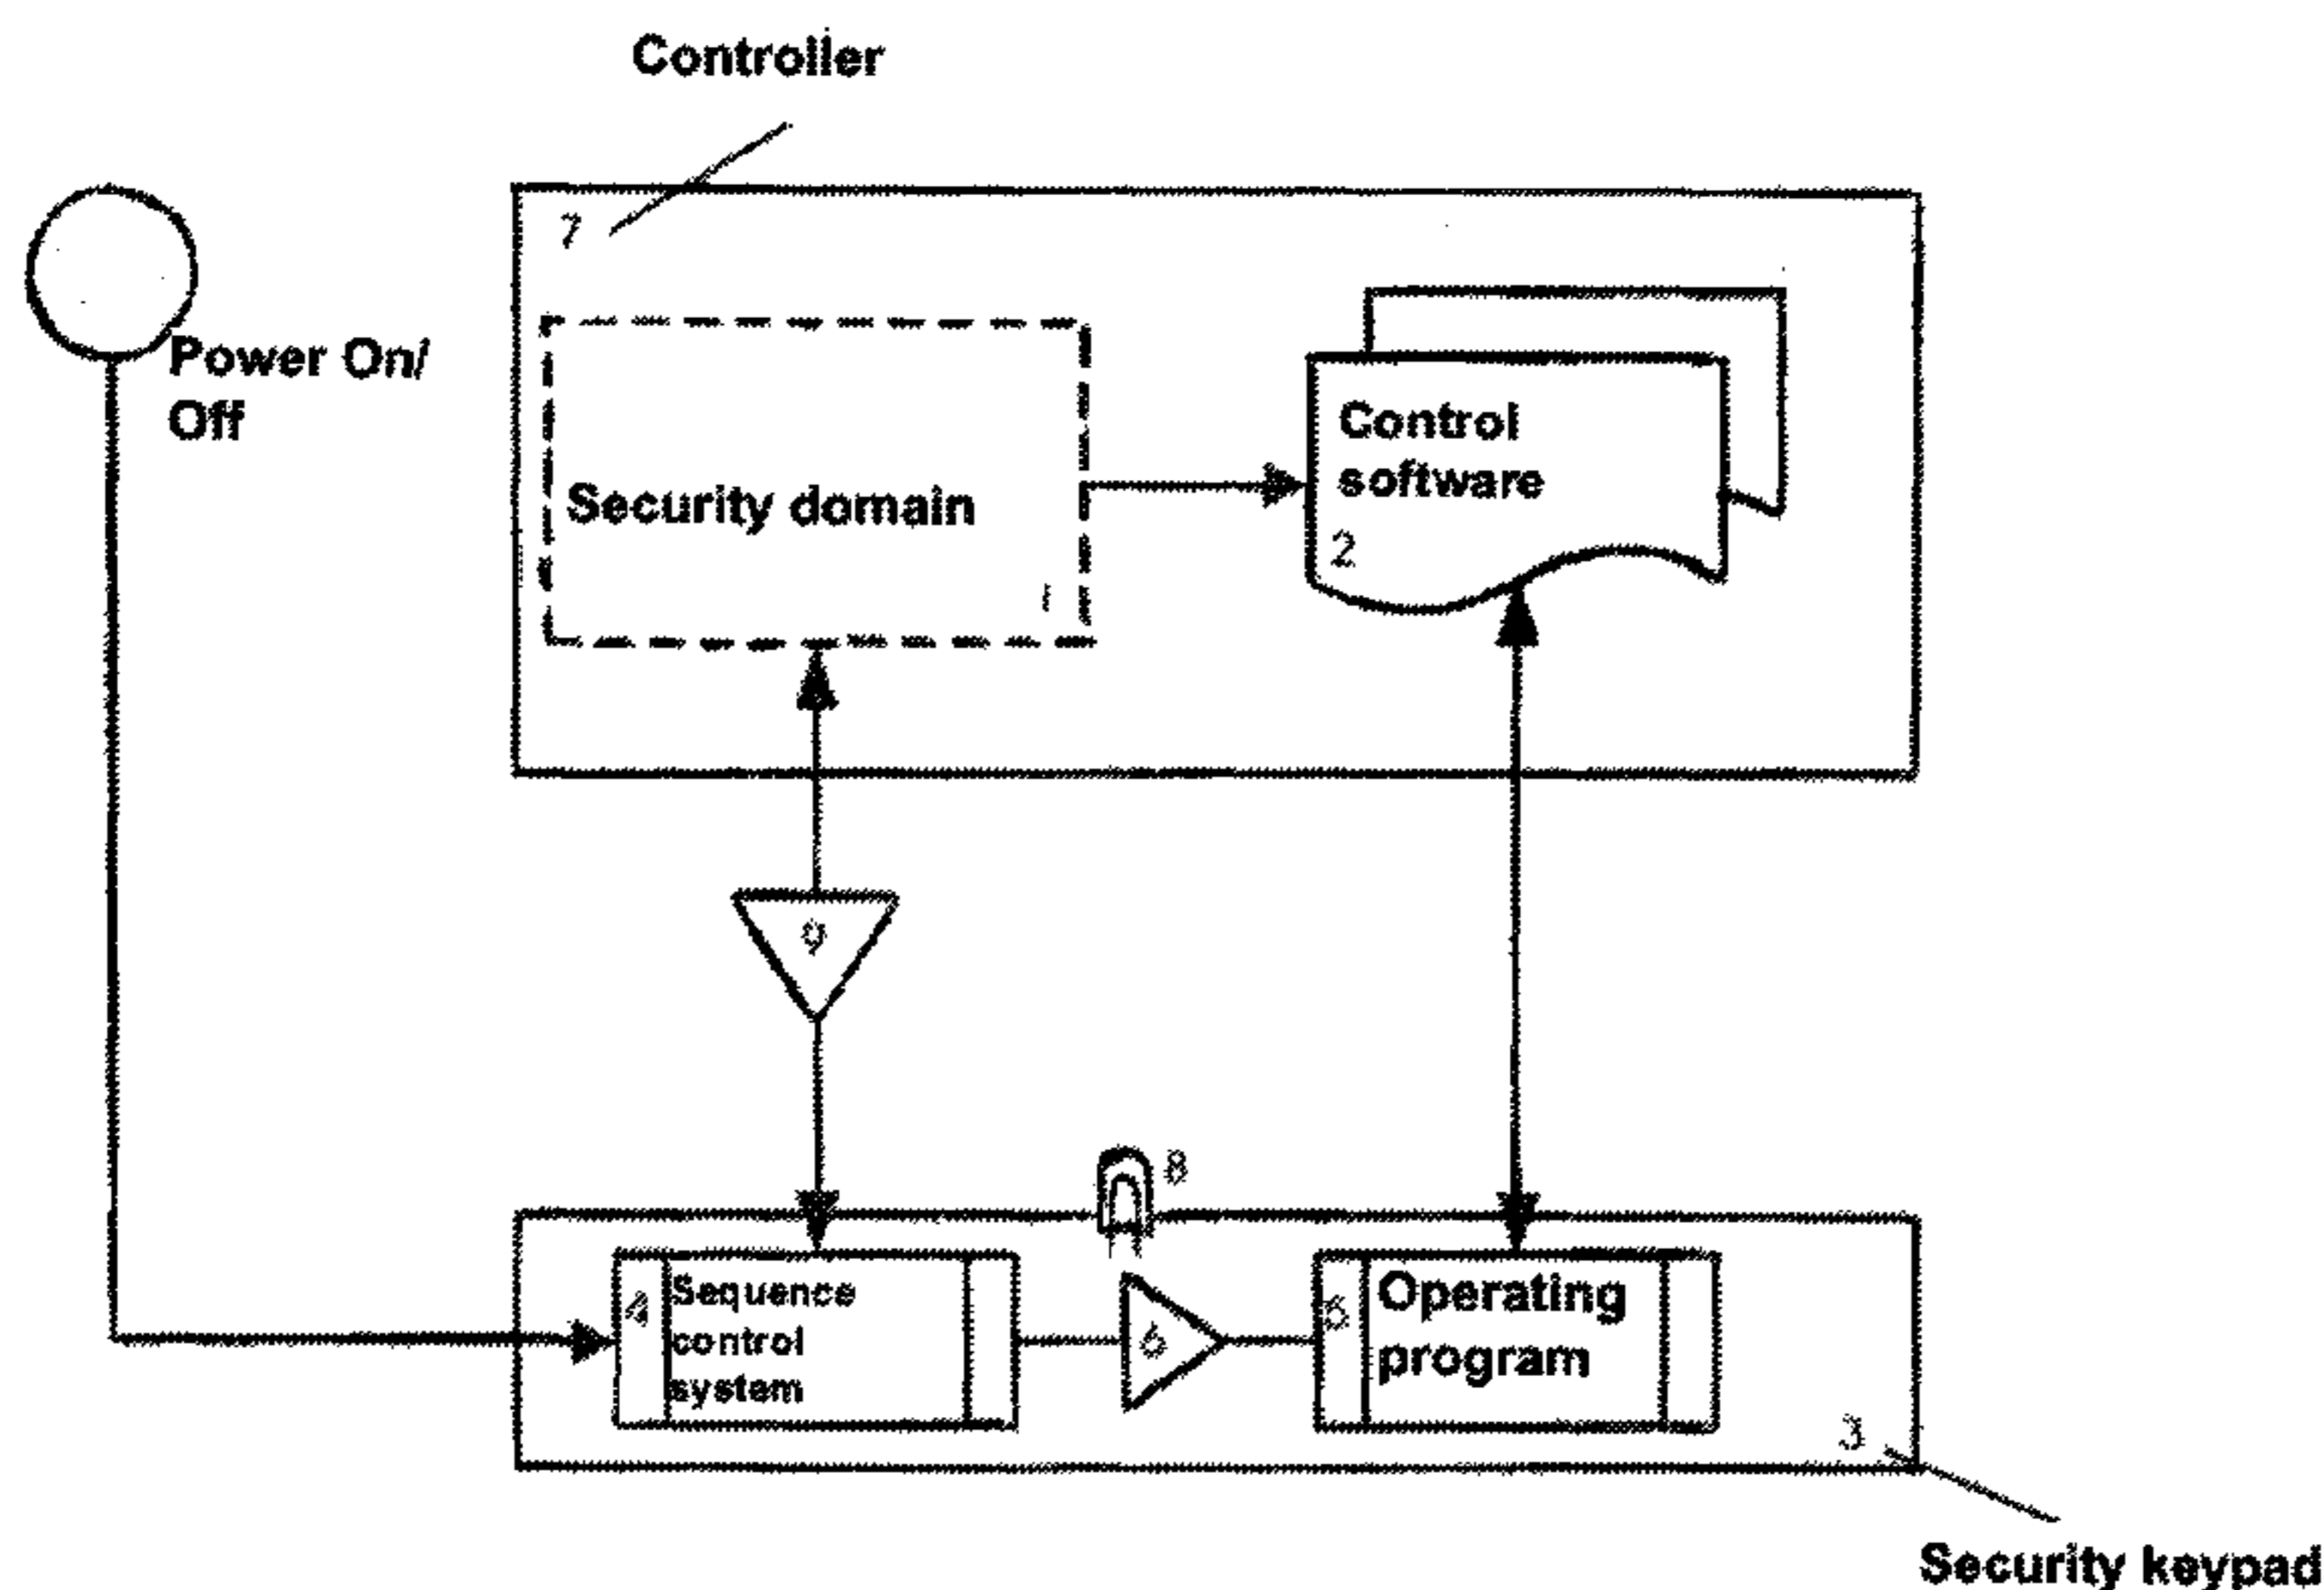 Controller
7
Power On/
Off
Security domain
1
Control
software
2
9
8
4
Sequence
control
system
6
5
Operating
program
3
Security keypad